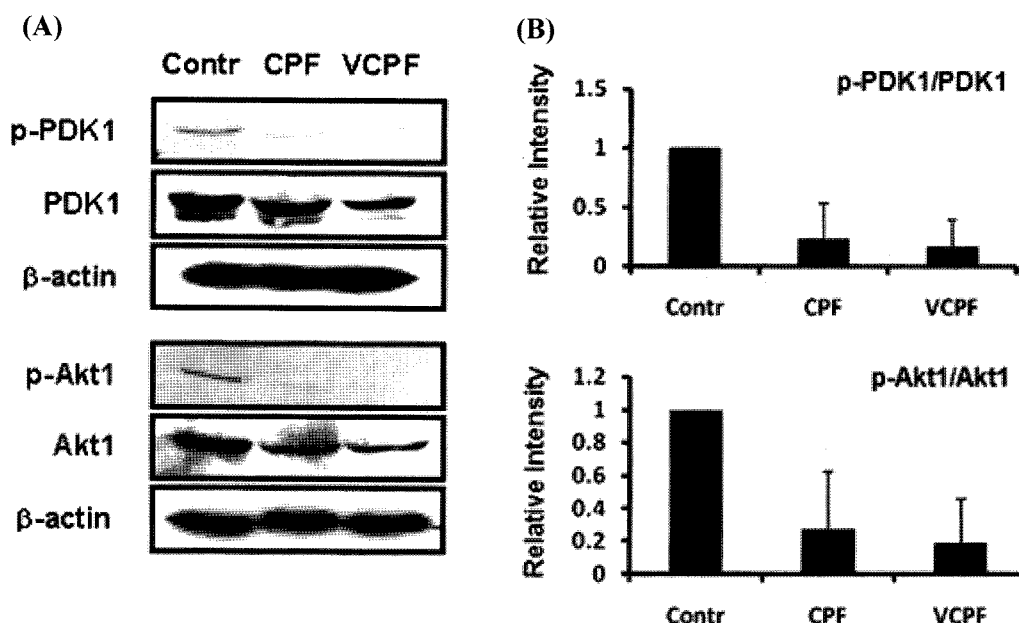 (A)
Contr CPF VCPF
p-PDK1
PDK1
β-actin
p-Akt1
Akt1
β-actin
(B)
p-PDK1/PDK1
Relative Intensity
1.5
1
0.5
0
Contr CPF VCPF
p-Akt1/Akt1
Relative Intensity
1.2
1
0.8
0.6
0.4
0.2
0
Contr CPF VCPF